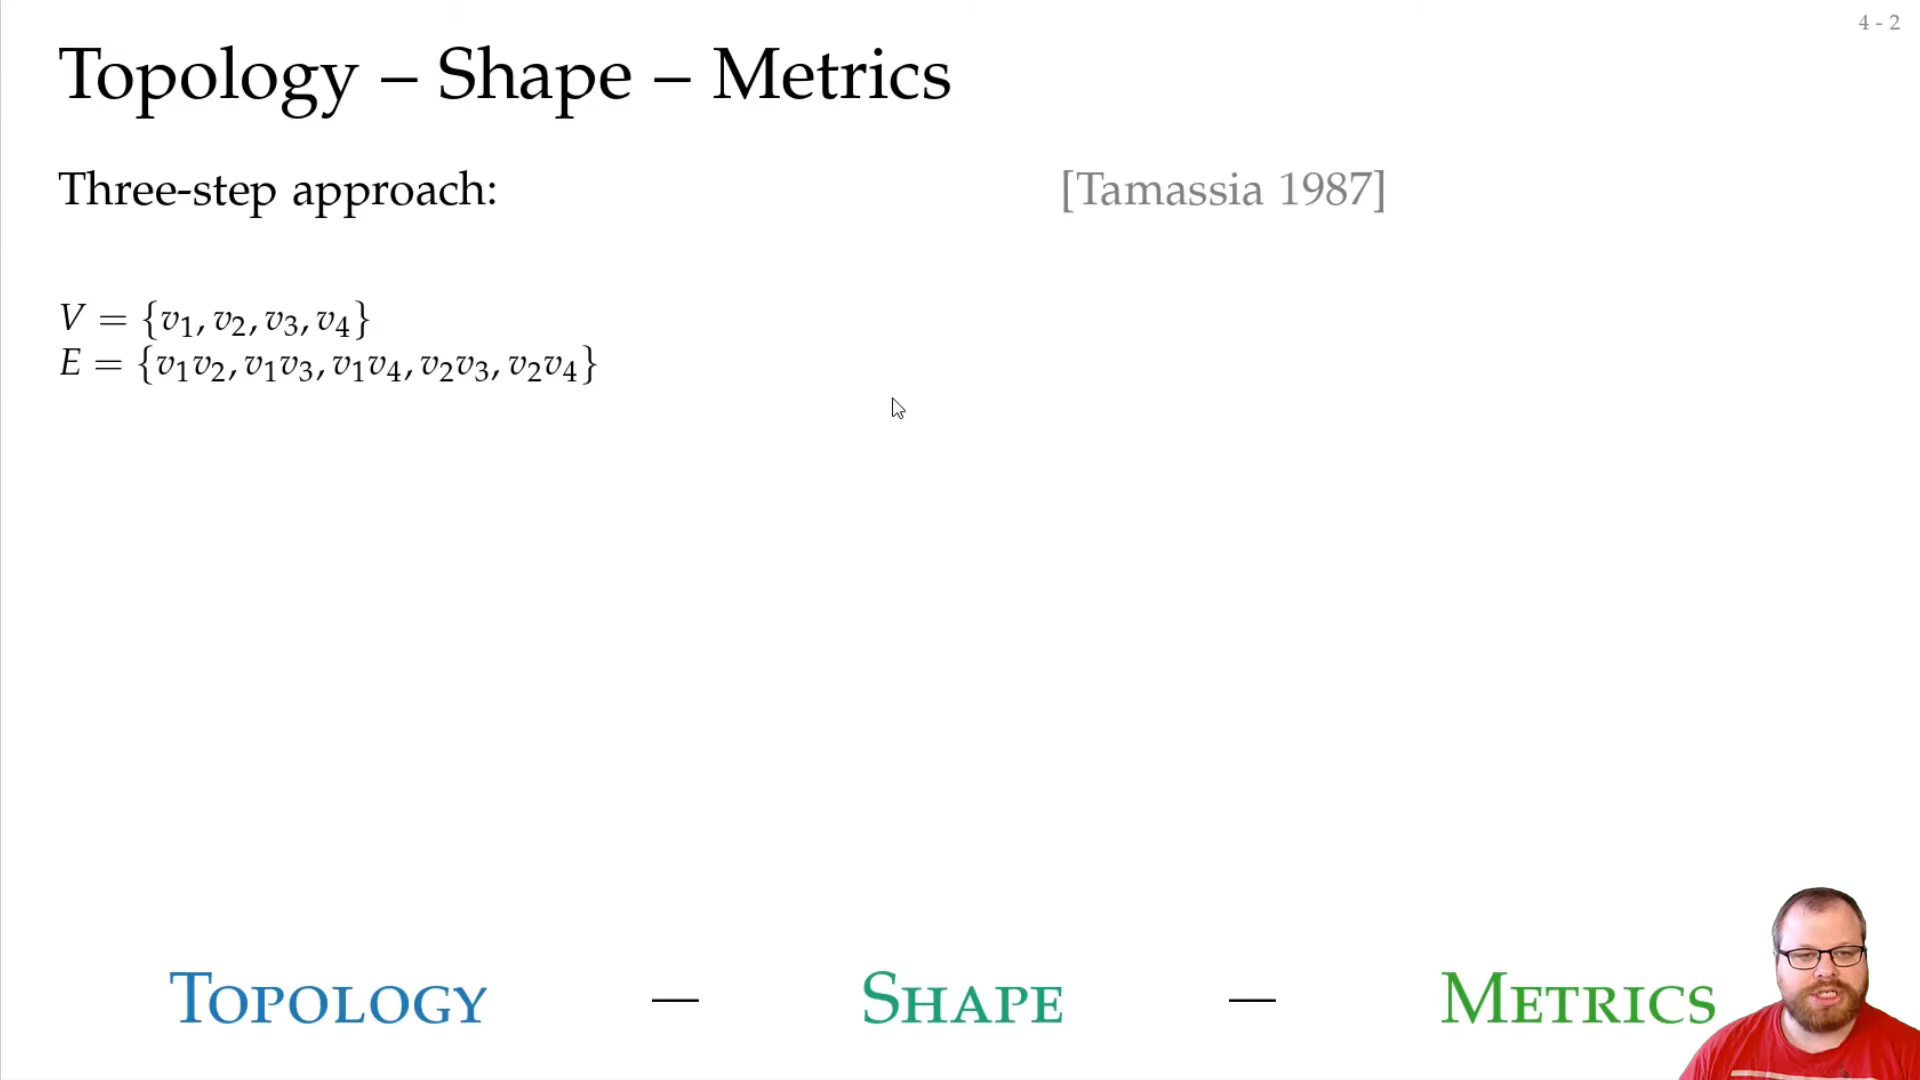 4 - 2
Topology – Shape – Metrics
Three-step approach: [Tamassia 1987]
V = {v₁, v₂, v₃, v₄}
E = {v₁v₂, v₁v₃, v₁v₄, v₂v₃, v₂v₄}
TOPOLOGY — SHAPE — METRICS